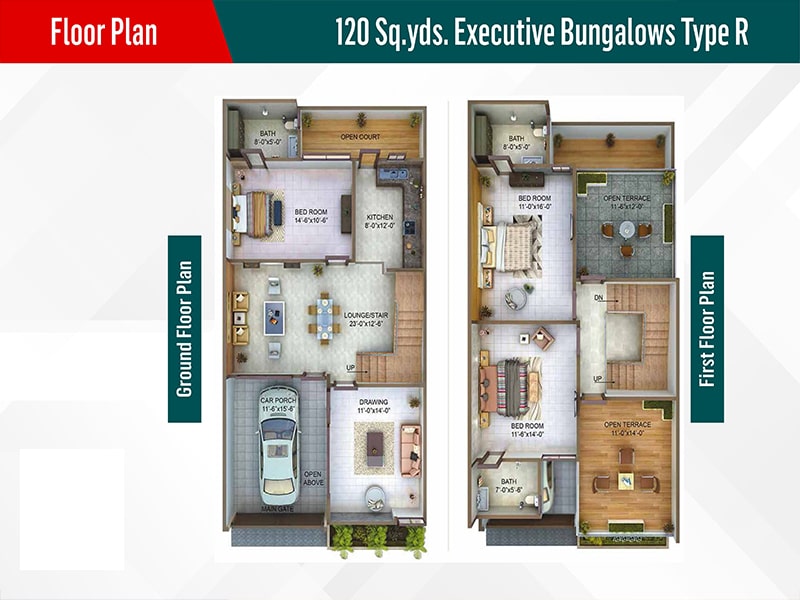 Floor Plan
120 Sq.yds. Executive Bungalows Type R
Ground Floor Plan
BATH
8'-0"x5'-0"
OPEN COURT
BED ROOM
14'-6"x10'-6"
KITCHEN
8'-0"x12'-0"
LOUNGE/STAIR
23'-0"x12'-6"
UP
CAR PORCH
11'-6"x15'-6"
DRAWING
11'-0"x14'-0"
OPEN
ABOVE
MAIN GATE
First Floor Plan
BATH
8'-0"x5'-0"
BED ROOM
11'-0"x16'-0"
OPEN TERRACE
11'-6"x12'-0"
DN
UP
BED ROOM
11'-6"x14'-0"
OPEN TERRACE
11'-0"x14'-0"
BATH
7'-0"x5'-6"